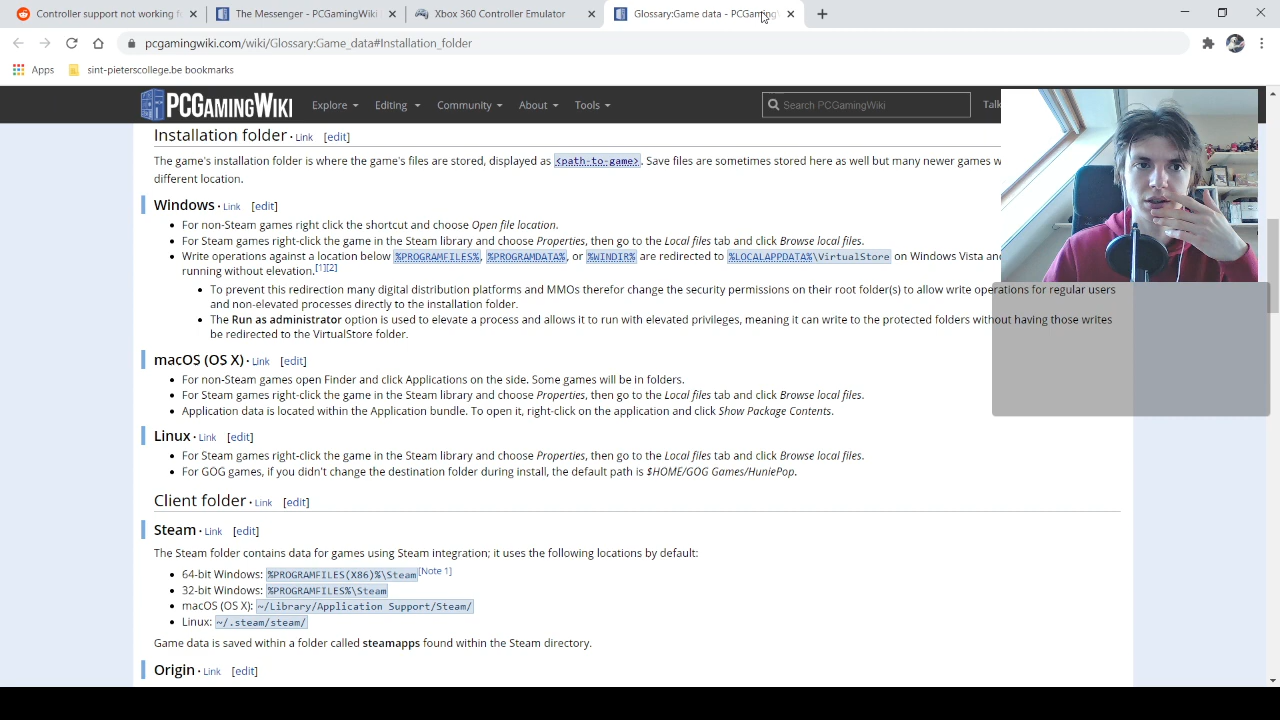 Controller support not working f
The Messenger - PCGamingWiki
Xbox 360 Controller Emulator
Glossary:Game data - PCGaming
pcgamingwiki.com/wiki/Glossary:Game_data#Installation_folder
Apps
sint-pieterscollege.be bookmarks
PCGAMINGWIKI
Explore
Editing
Community
About
Tools
Search PCGamingWiki
Talk
Installation folder · Link [edit]
The game's installation folder is where the game's files are stored, displayed as <path-to-game>. Save files are sometimes stored here as well but many newer games
different location.
Windows · Link [edit]
• For non-Steam games right click the shortcut and choose Open file location.
• For Steam games right-click the game in the Steam library and choose Properties, then go to the Local files tab and click Browse local files.
• Write operations against a location below %PROGRAMFILES%, %PROGRAMDATA%, or %WINDIR% are redirected to %LOCALAPPDATA%\VirtualStore on Windows Vista and
running without elevation.[1][2]
• To prevent this redirection many digital distribution platforms and MMOs therefor change the security permissions on their root folder(s) to allow write operations for regular users
and non-elevated processes directly to the installation folder.
• The Run as administrator option is used to elevate a process and allows it to run with elevated privileges, meaning it can write to the protected folders without having those writes
be redirected to the VirtualStore folder.
macOS (OS X) · Link [edit]
• For non-Steam games open Finder and click Applications on the side. Some games will be in folders.
• For Steam games right-click the game in the Steam library and choose Properties, then go to the Local files tab and click Browse local files.
• Application data is located within the Application bundle. To open it, right-click on the application and click Show Package Contents.
Linux · Link [edit]
• For Steam games right-click the game in the Steam library and choose Properties, then go to the Local files tab and click Browse local files.
• For GOG games, if you didn't change the destination folder during install, the default path is $HOME/GOG Games/HuniePop.
Client folder · Link [edit]
Steam · Link [edit]
The Steam folder contains data for games using Steam integration; it uses the following locations by default:
• 64-bit Windows: %PROGRAMFILES(X86)%\Steam[Note 1]
• 32-bit Windows: %PROGRAMFILES%\Steam
• macOS (OS X): ~/Library/Application Support/Steam/
• Linux: ~/.steam/steam/
Game data is saved within a folder called steamapps found within the Steam directory.
Origin · Link [edit]